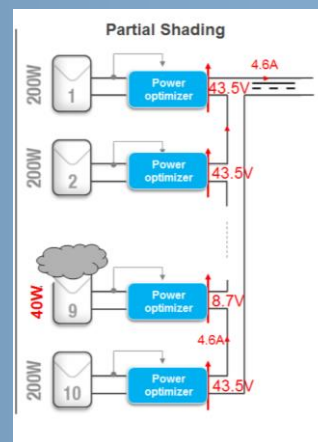 Partial Shading
4.6A
200W
1
Power
optimizer
43.5V
200W
2
Power
optimizer
43.5V
40W
9
Power
optimizer
8.7V
4.6A
200W
10
Power
optimizer
43.5V